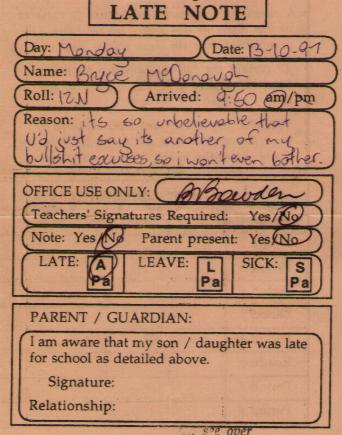 LATE NOTE
Day: Monday Date: 13-10-97
Name: Bryce McDonough
Roll: 12N Arrived: 9:50 am/pm
Reason: its so unbelievable that
U'd just say its another of my
bullshit excuses, so i won't even bother.
OFFICE USE ONLY: B Bowden
Teachers' Signatures Required: Yes/No
Note: Yes/No Parent present: Yes/No
LATE: A Pa LEAVE: L Pa SICK: S Pa
PARENT / GUARDIAN:
I am aware that my son / daughter was late
for school as detailed above.
Signature:
Relationship:
see over